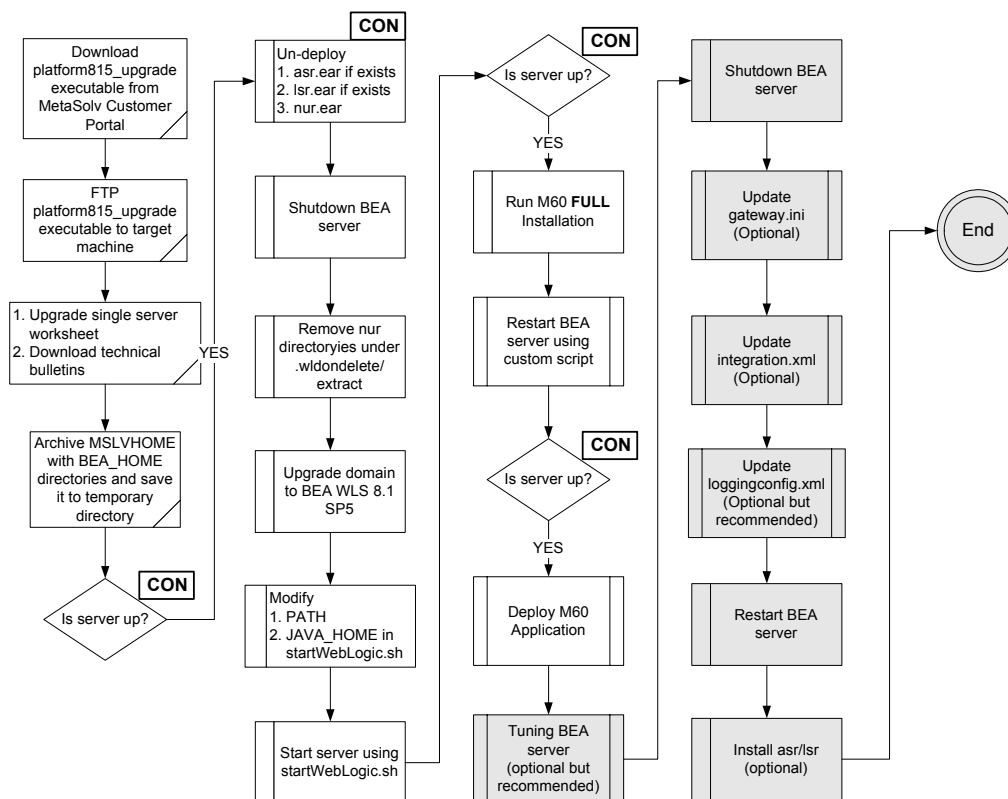 Download
platform815_upgrade
executable from
MetaSolv Customer
Portal
FTP
platform815_upgrade
executable to target
machine
1. Upgrade single server
worksheet
2. Download technical
bulletins
Archive MSLVHOME
with BEA_HOME
directories and save
it to temporary
directory
CON
Is server up?
YES
CON
Un-deploy
1. asr.ear if exists
2. lsr.ear if exists
3. nur.ear
Shutdown BEA
server
Remove nur
directoryies under
.wldondelete/
extract
Upgrade domain
to BEA WLS 8.1
SP5
Modify
1. PATH
2. JAVA_HOME in
startWebLogic.sh
Start server using
startWebLogic.sh
CON
Is server up?
YES
Run M60 FULL
Installation
Restart BEA
server using
custom script
CON
Is server up?
YES
Deploy M60
Application
Tuning BEA
server
(optional but
recommended)
Shutdown BEA
server
Update
gateway.ini
(Optional)
Update
integration.xml
(Optional)
Update
loggingconfig.xml
(Optional but
recommended)
Restart BEA
server
Install asr/lsr
(optional)
End